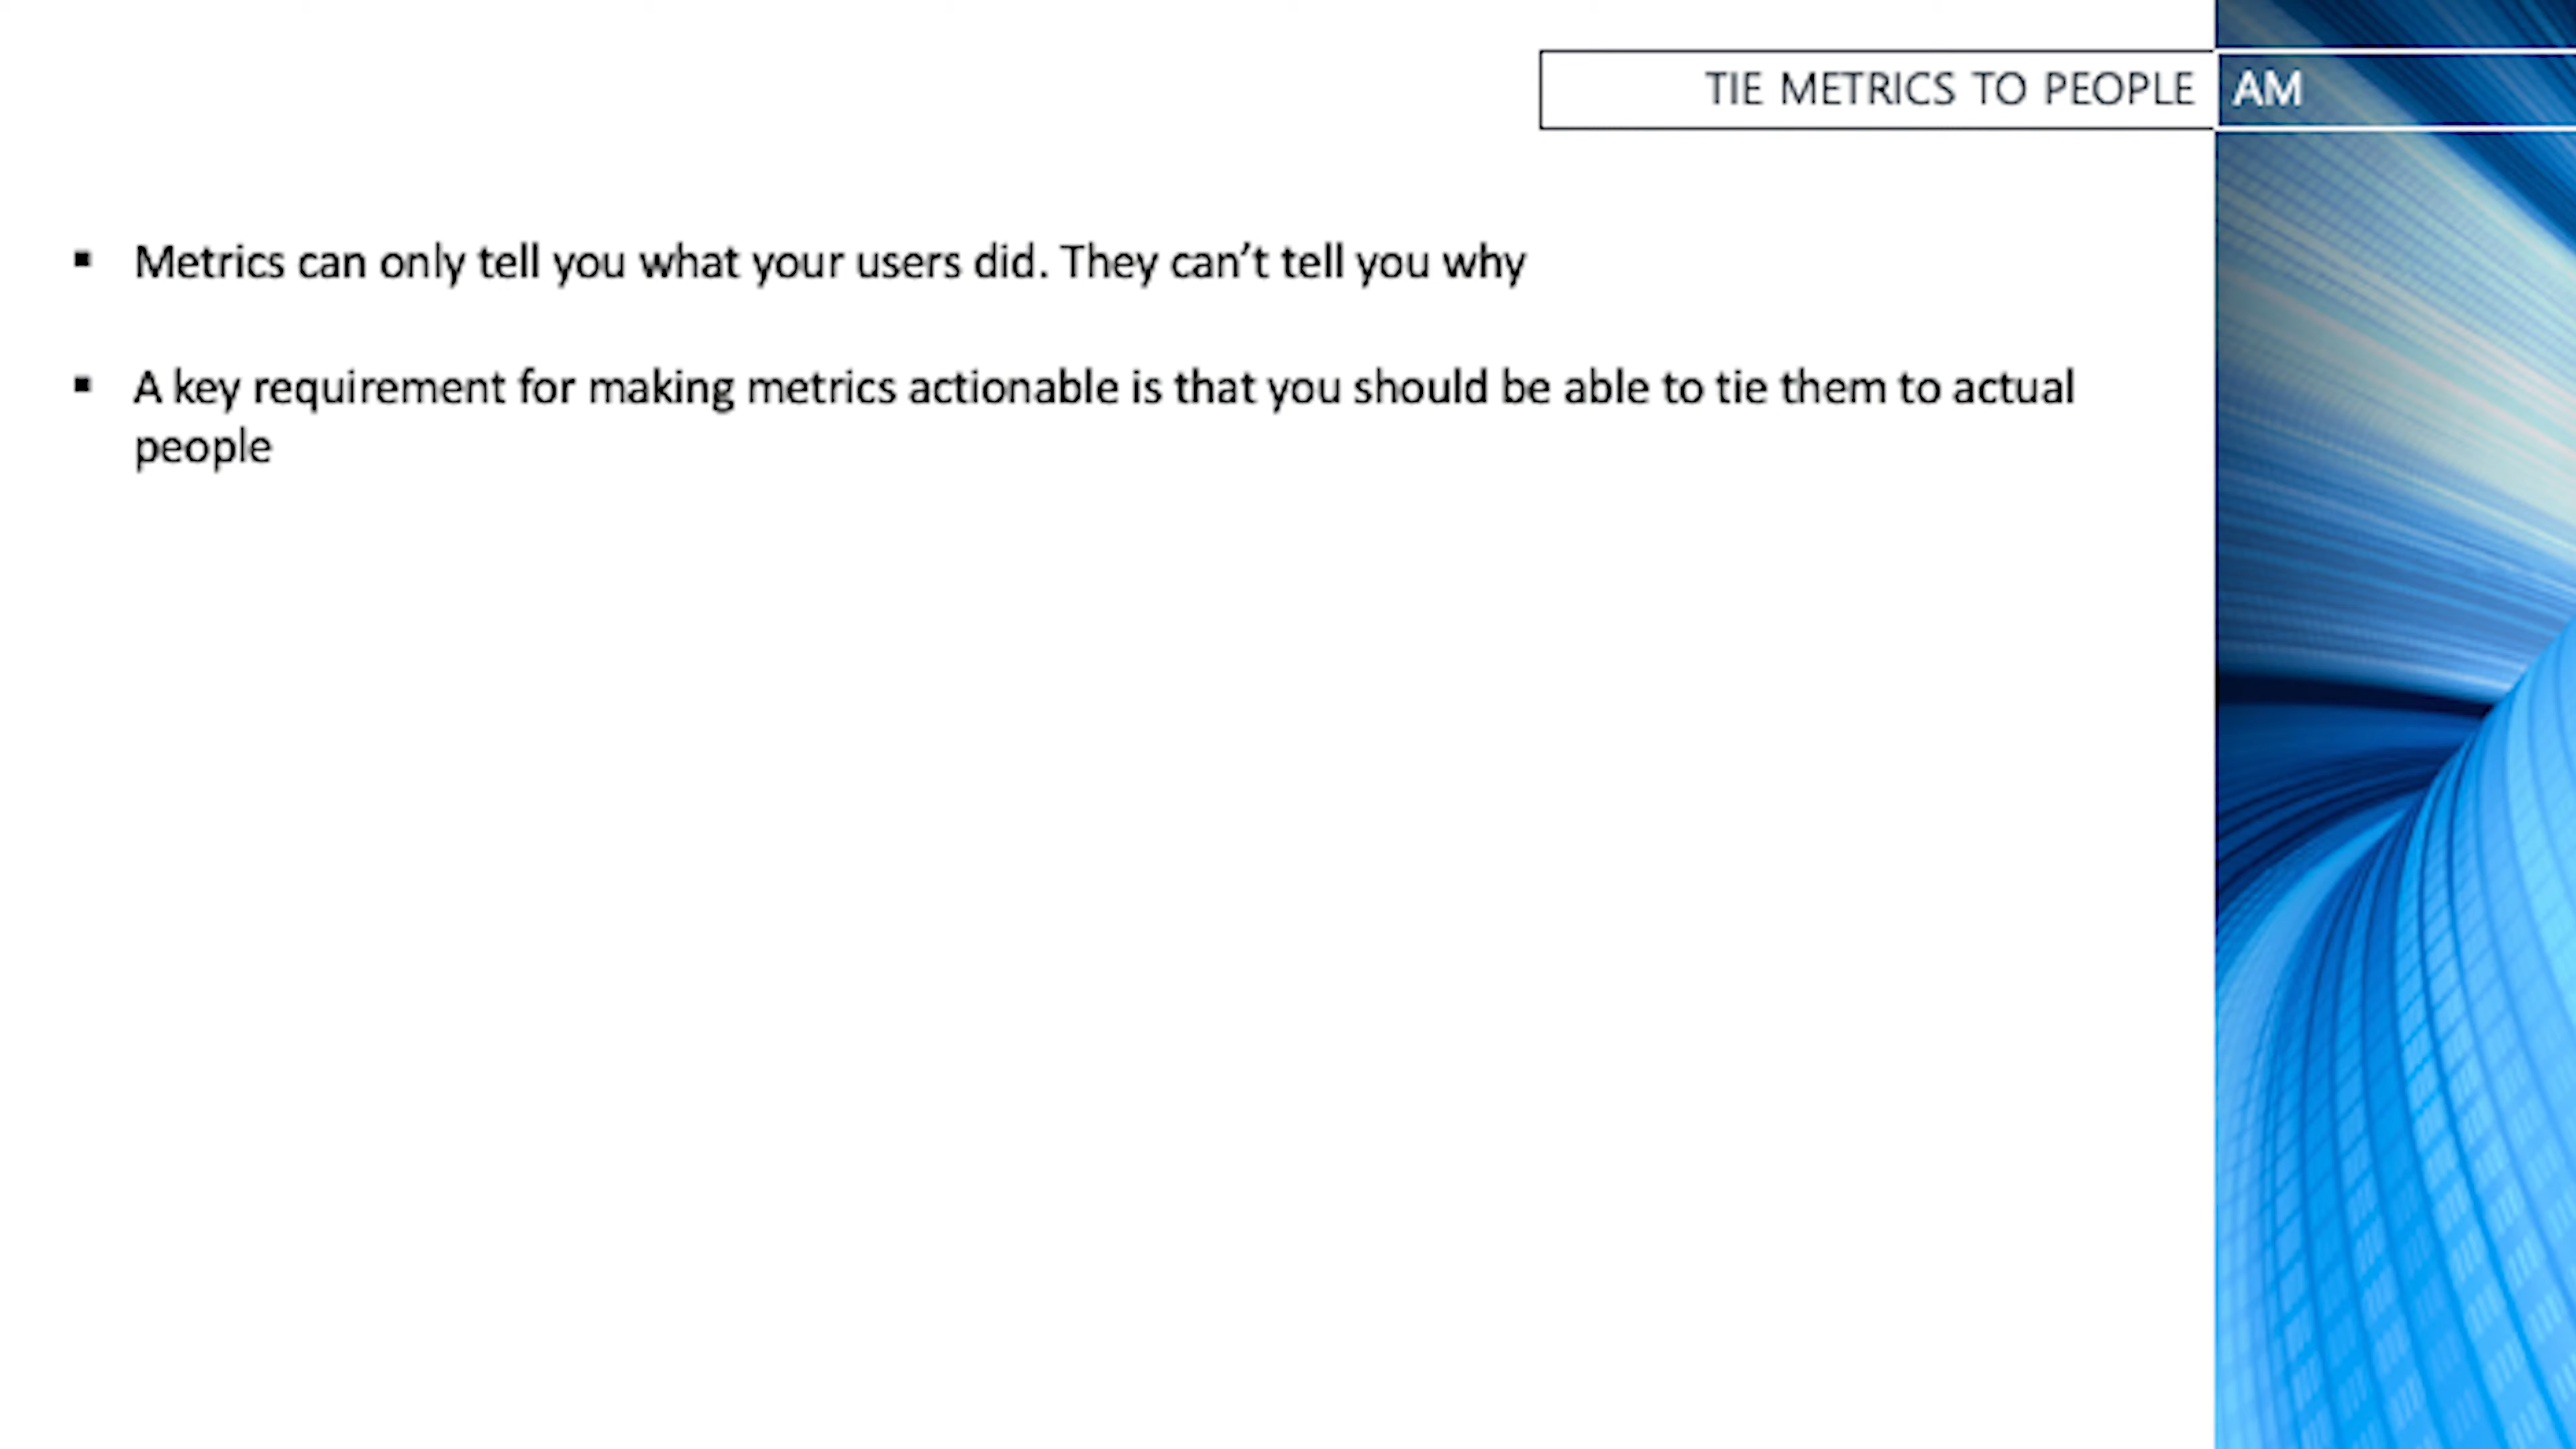 TIE METRICS TO PEOPLE AM
▪ Metrics can only tell you what your users did. They can’t tell you why
▪ A key requirement for making metrics actionable is that you should be able to tie them to actual
people